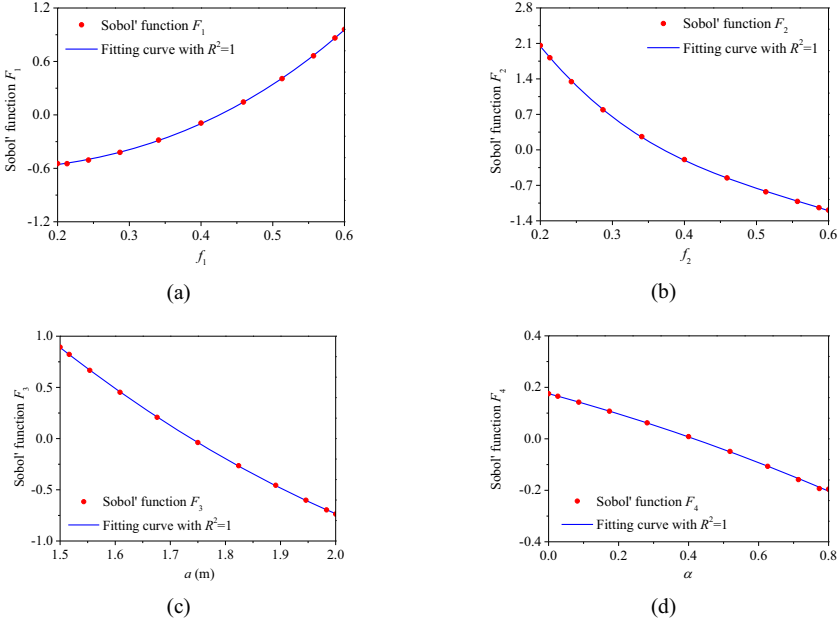 1.2
0.6
0.0
-0.6
-1.2
Sobol' function F1
Sobol' function F1
Fitting curve with R²=1
0.2 0.3 0.4 0.5 0.6
f1
(a)
2.8
2.1
1.4
0.7
0.0
-0.7
-1.4
Sobol' function F2
Sobol' function F2
Fitting curve with R²=1
0.2 0.3 0.4 0.5 0.6
f2
(b)
1.0
0.5
0.0
-0.5
-1.0
Sobol' function F3
Sobol' function F3
Fitting curve with R²=1
1.5 1.6 1.7 1.8 1.9 2.0
a (m)
(c)
0.4
0.2
0.0
-0.2
-0.4
Sobol' function F4
Sobol' function F4
Fitting curve with R²=1
0.0 0.2 0.4 0.6 0.8
α
(d)